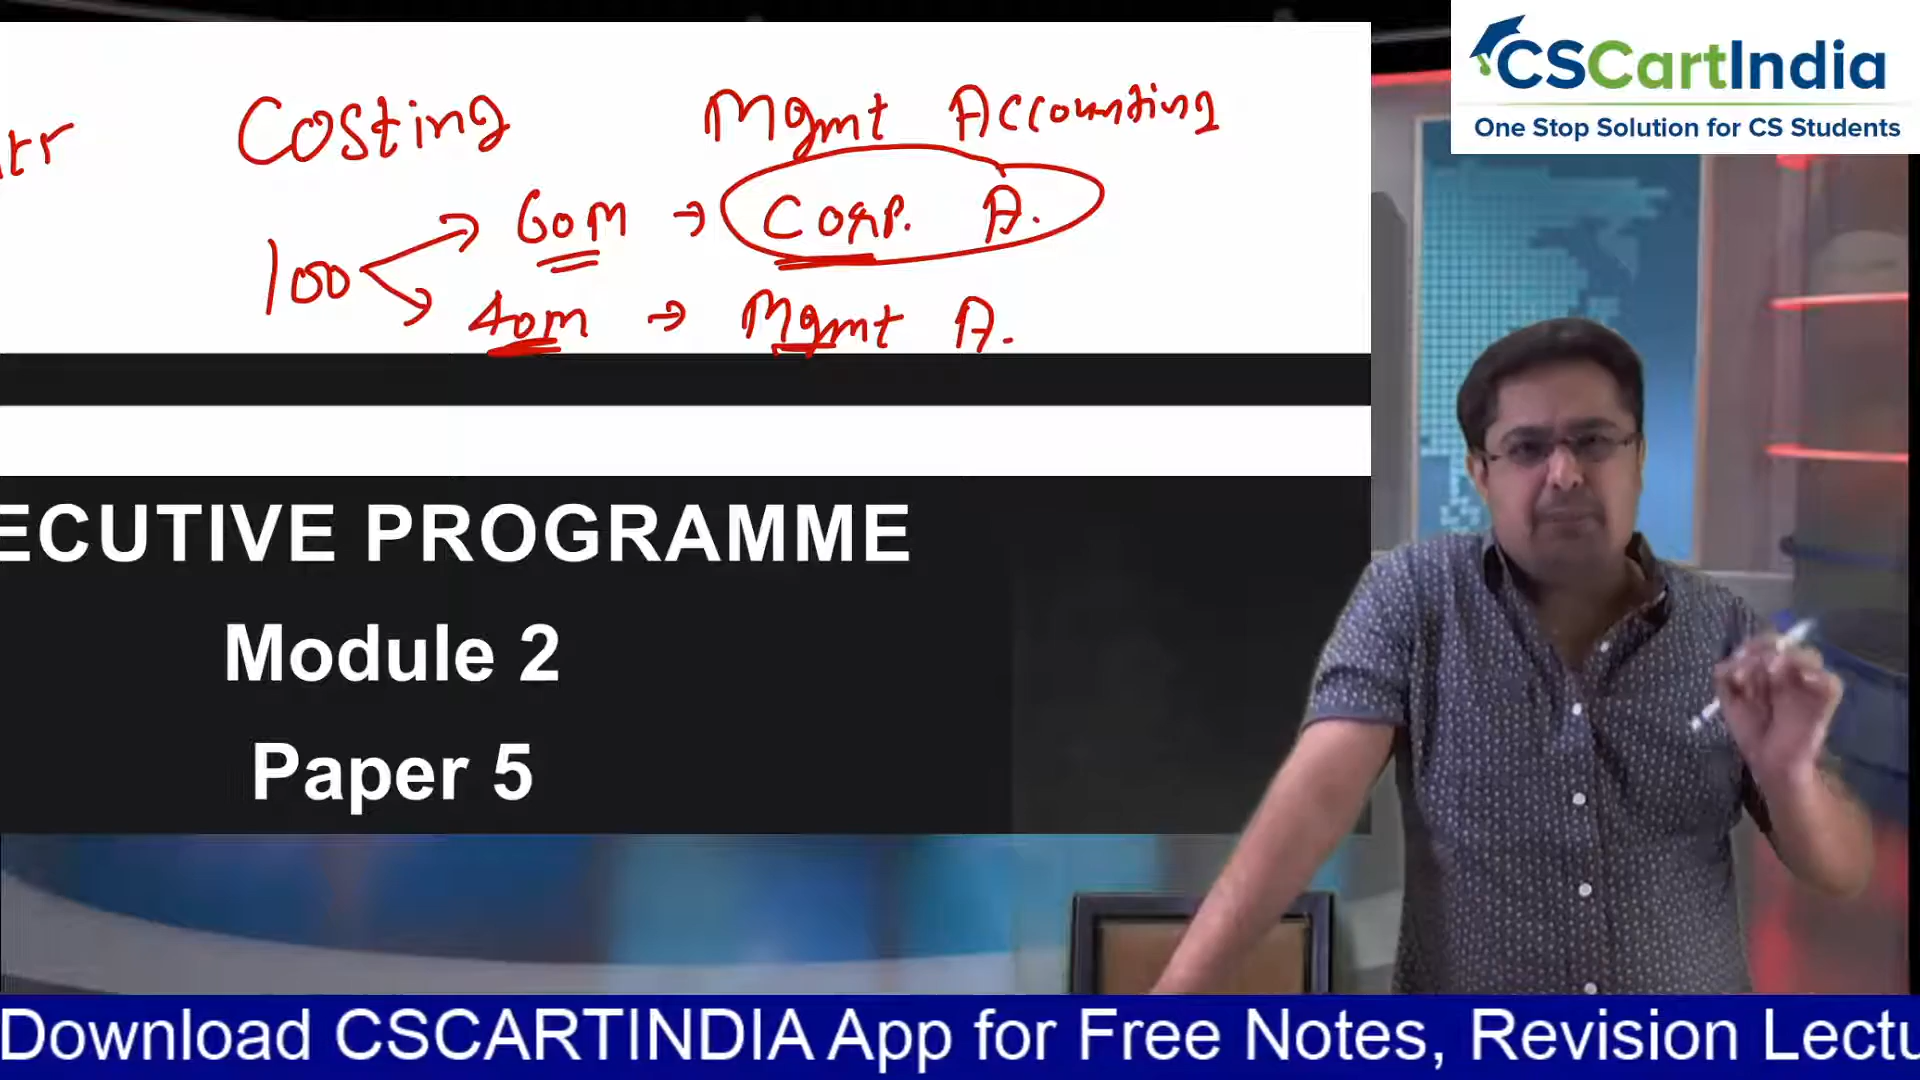 CSCartIndia
One Stop Solution for CS Students
Costing Mgmt Accounting
100 → 60M → Corp. A.
→ 40M → Mgmt A.
ECUTIVE PROGRAMME
Module 2
Paper 5
Download CSCARTINDIA App for Free Notes, Revision Lectu